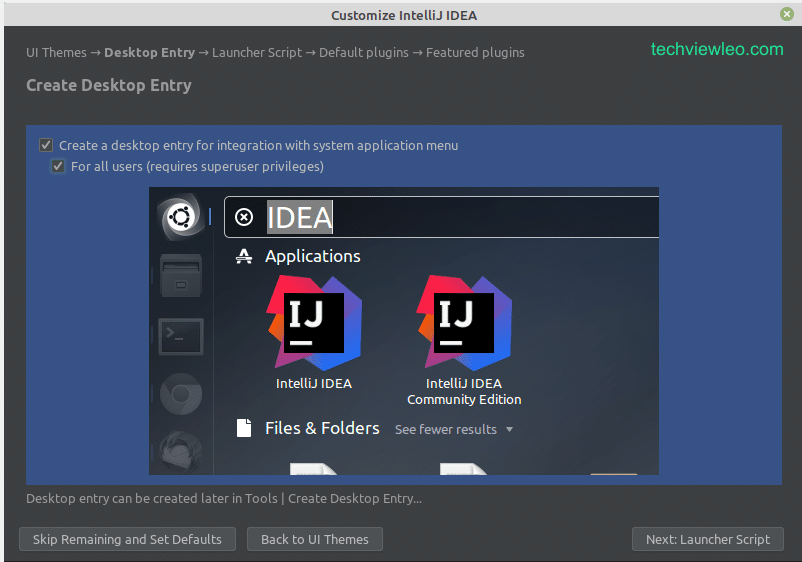 Customize IntelliJ IDEA
UI Themes → Desktop Entry → Launcher Script → Default plugins → Featured plugins
techviewleo.com
Create Desktop Entry
Create a desktop entry for integration with system application menu
For all users (requires superuser privileges)
IDEA
Applications
IJ
IJ
IntelliJ IDEA
IntelliJ IDEA
Community Edition
Files & Folders See fewer results
Desktop entry can be created later in Tools | Create Desktop Entry...
Skip Remaining and Set Defaults
Back to UI Themes
Next: Launcher Script